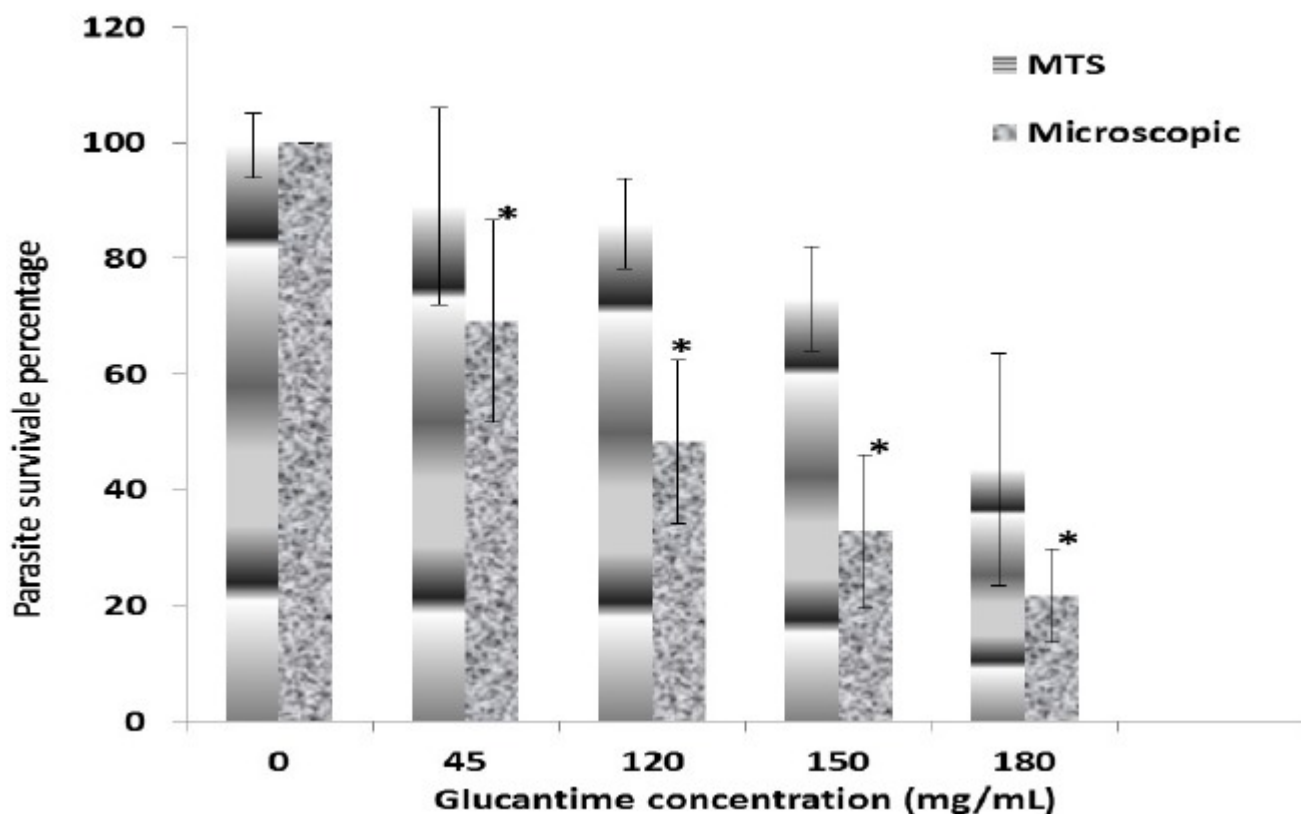 120
MTS
Microscopic
100
80
60
40
20
0
*
*
*
*
Parasite survivale percentage
0 45 120 150 180
Glucantime concentration (mg/mL)